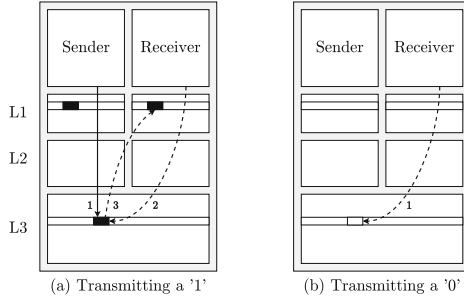 Sender Receiver Sender Receiver
L1
L2
1 3 2 1
L3
(a) Transmitting a '1' (b) Transmitting a '0'